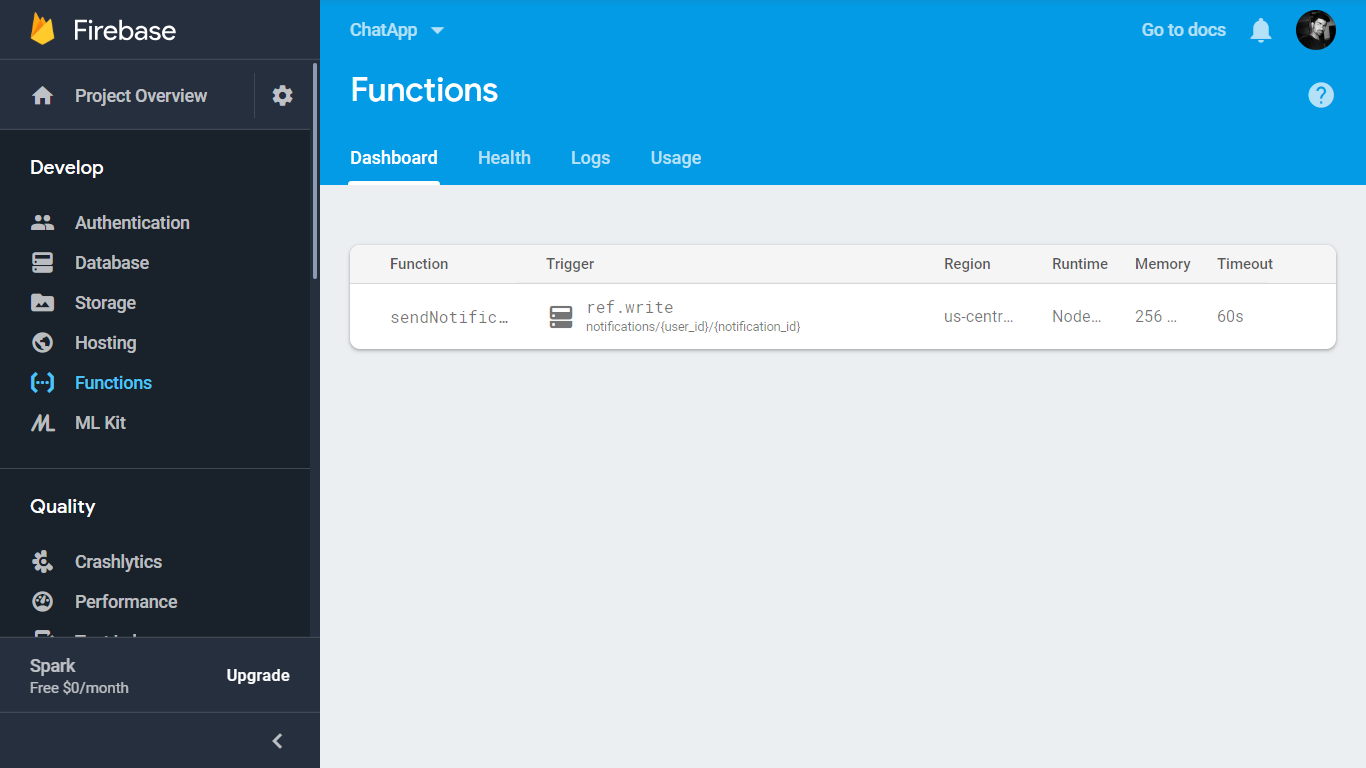 Firebase
Project Overview
Develop
Authentication
Database
Storage
Hosting
Functions
ML Kit
Quality
Crashlytics
Performance
Spark
Free $0/month
Upgrade
ChatApp
Go to docs
Functions
Dashboard Health Logs Usage
Function Trigger Region Runtime Memory Timeout
sendNotific… ref.write us-centr… Node… 256 … 60s
notifications/{user_id}/{notification_id}